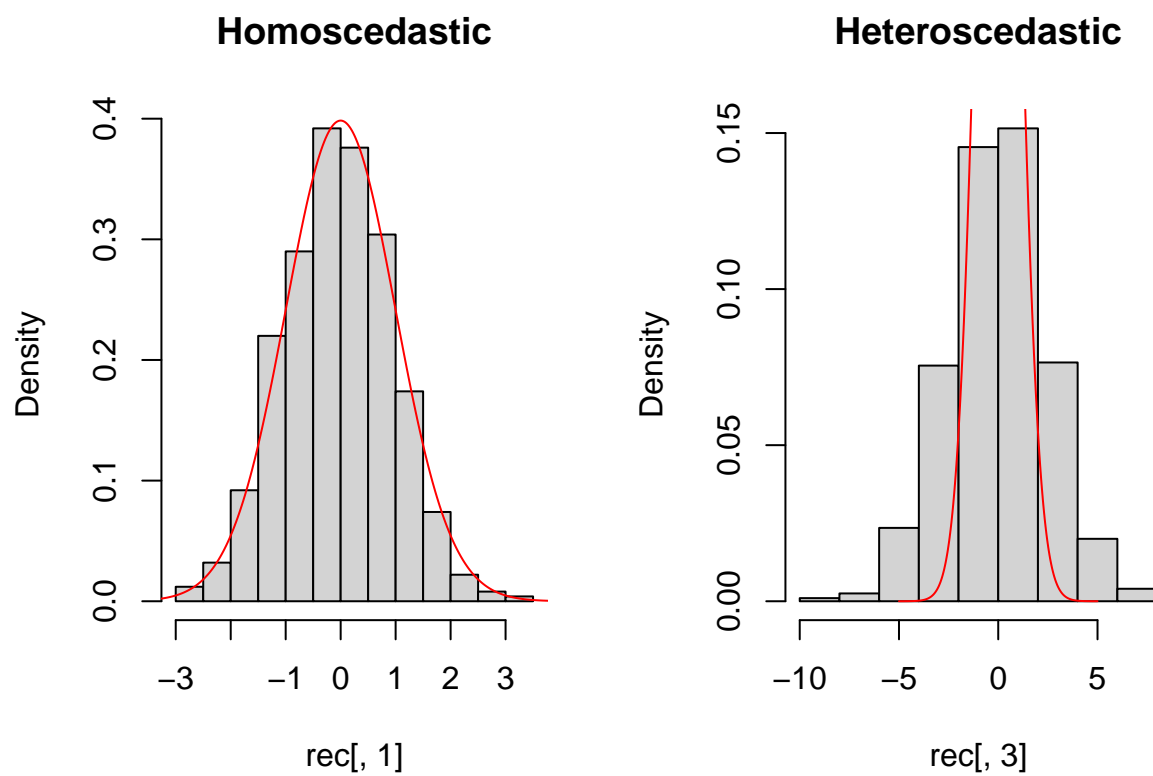 Homoscedastic
Density
0.0 0.1 0.2 0.3 0.4
−3 −1 0 1 2 3
rec[, 1]
Heteroscedastic
Density
0.00 0.05 0.10 0.15
−10 −5 0 5
rec[, 3]